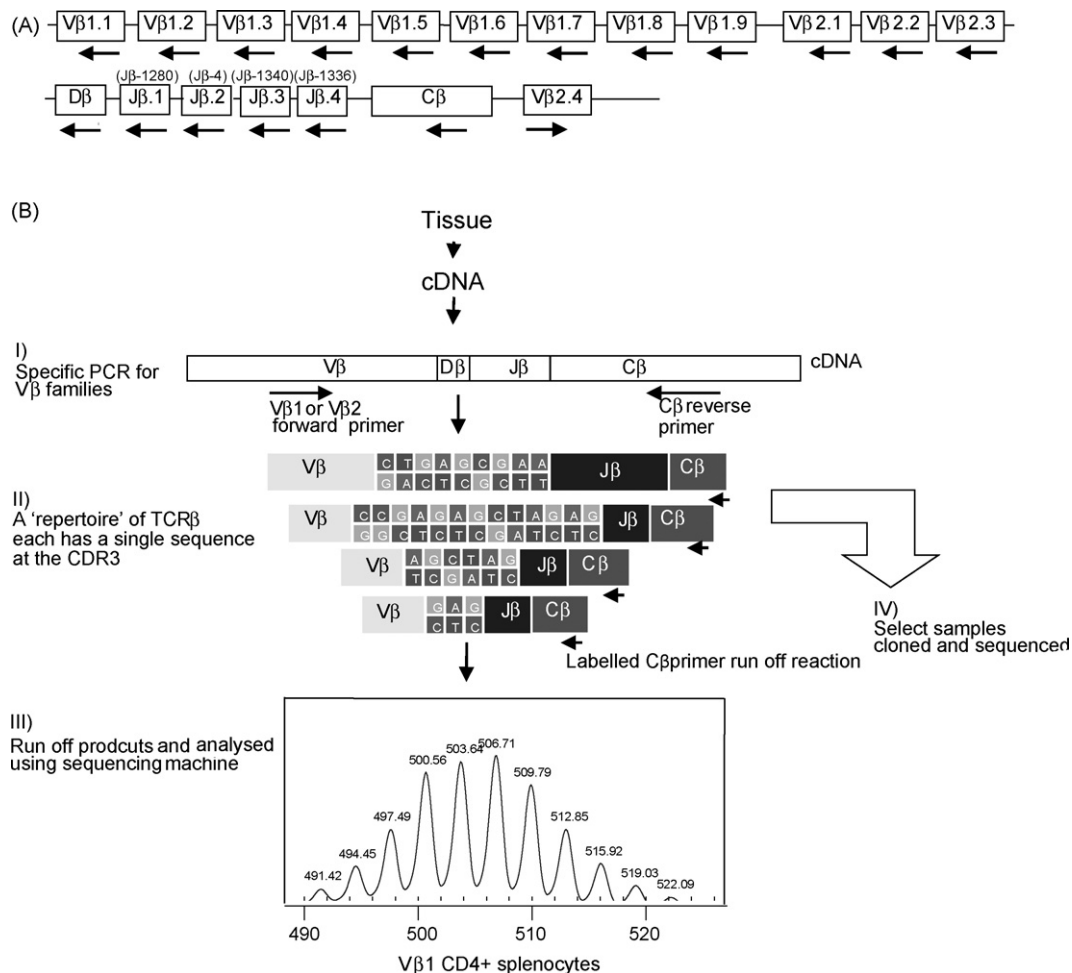 (A)
Vβ1.1 Vβ1.2 Vβ1.3 Vβ1.4 Vβ1.5 Vβ1.6 Vβ1.7 Vβ1.8 Vβ1.9 Vβ2.1 Vβ2.2 Vβ2.3
(Jβ-1280) (Jβ-4) (Jβ-1340) (Jβ-1336)
Dβ Jβ.1 Jβ.2 Jβ.3 Jβ.4 Cβ Vβ2.4
(B)
Tissue
cDNA
I)
Specific PCR for
Vβ families
Vβ Dβ Jβ Cβ cDNA
Vβ1 or Vβ2
forward primer
Cβ reverse
primer
II)
A ‘repertoire’ of TCRβ
each has a single sequence
at the CDR3
Vβ C T G A G C G A A Jβ Cβ
G A C T C G C T T
Vβ C C G A G A G C T A G A G Jβ Cβ
G G C T C T C G A T C T C
Vβ A G C T A G Jβ Cβ
T C G A T C
Vβ G A G Jβ Cβ
C T C
Labelled Cβprimer run off reaction
IV)
Select samples
cloned and sequenced
III)
Run off prodcuts and analysed
using sequencing machine
491.42 494.45 497.49 500.56 503.64 506.71 509.79 512.85 515.92 519.03 522.09
490 500 510 520
Vβ1 CD4+ splenocytes